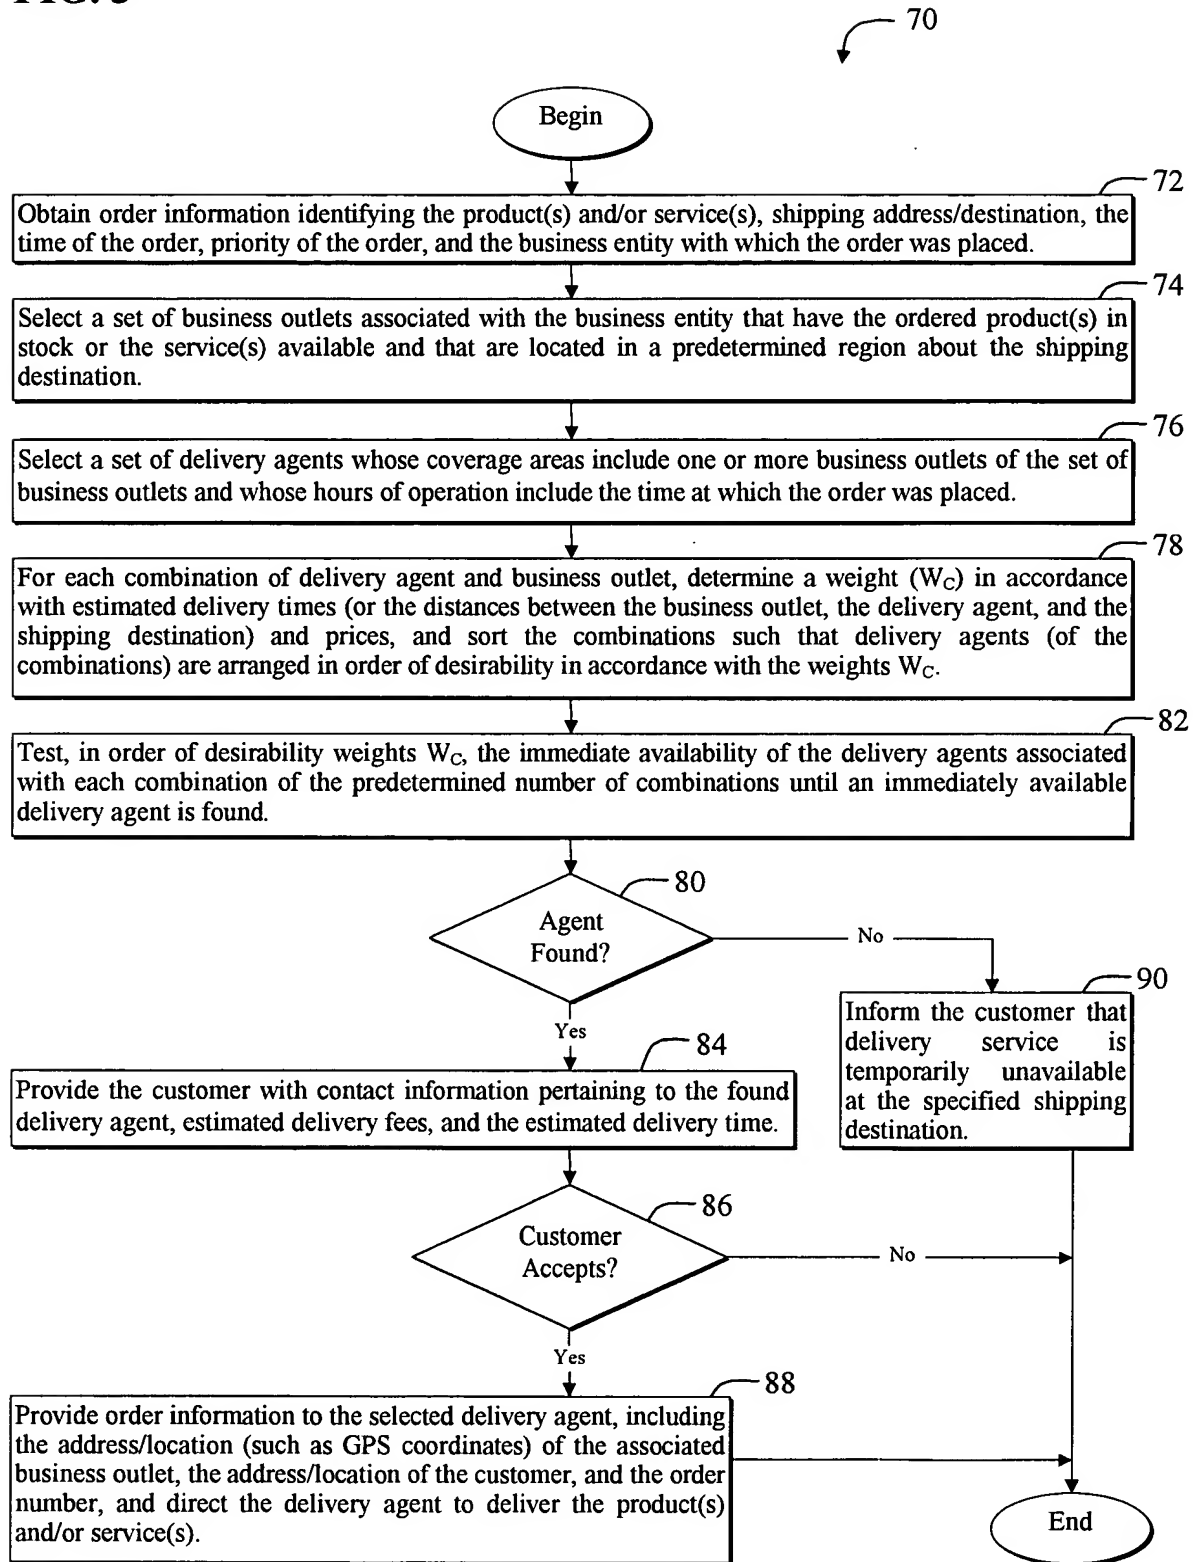 70
Begin
72
Obtain order information identifying the product(s) and/or service(s), shipping address/destination, the
time of the order, priority of the order, and the business entity with which the order was placed.
74
Select a set of business outlets associated with the business entity that have the ordered product(s) in
stock or the service(s) available and that are located in a predetermined region about the shipping
destination.
76
Select a set of delivery agents whose coverage areas include one or more business outlets of the set of
business outlets and whose hours of operation include the time at which the order was placed.
78
For each combination of delivery agent and business outlet, determine a weight (WC) in accordance
with estimated delivery times (or the distances between the business outlet, the delivery agent, and the
shipping destination) and prices, and sort the combinations such that delivery agents (of the
combinations) are arranged in order of desirability in accordance with the weights WC.
82
Test, in order of desirability weights WC, the immediate availability of the delivery agents associated
with each combination of the predetermined number of combinations until an immediately available
delivery agent is found.
80
Agent
Found?
No
90
Inform the customer that
delivery service is
temporarily unavailable
at the specified shipping
destination.
Yes
84
Provide the customer with contact information pertaining to the found
delivery agent, estimated delivery fees, and the estimated delivery time.
86
Customer
Accepts?
No
Yes
88
Provide order information to the selected delivery agent, including
the address/location (such as GPS coordinates) of the associated
business outlet, the address/location of the customer, and the order
number, and direct the delivery agent to deliver the product(s)
and/or service(s).
End